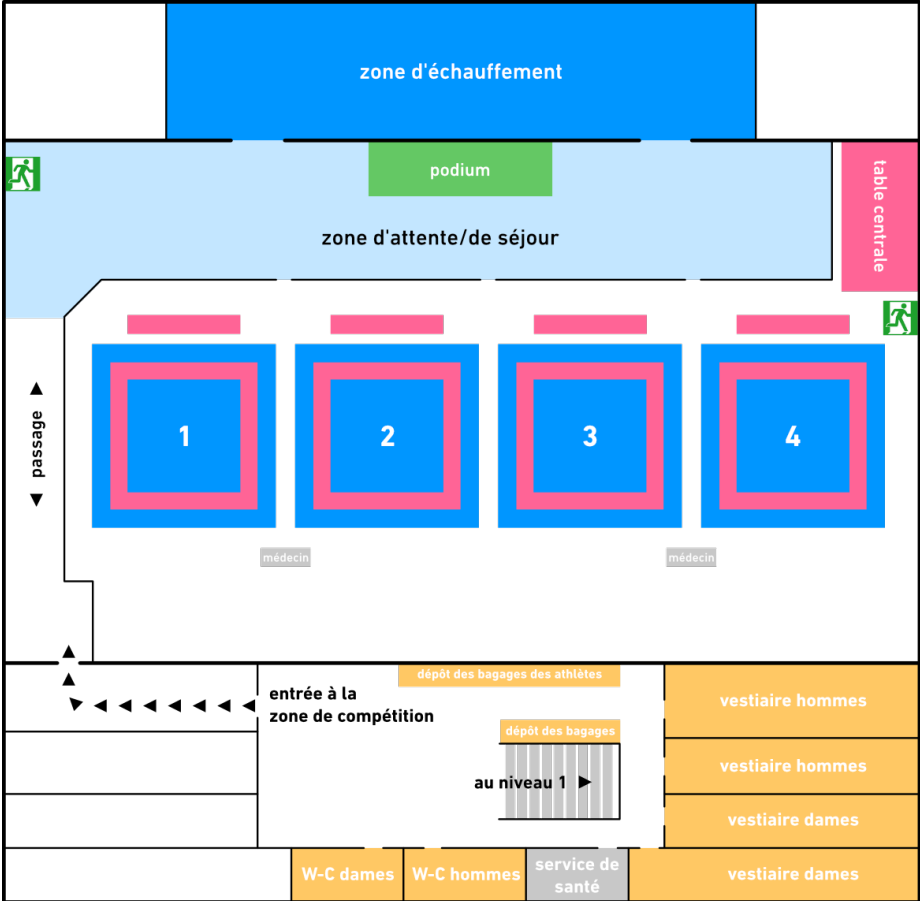 zone d'échauffement
podium
table centrale
zone d'attente/de séjour
1
2
3
4
◄ passage ►
médecin
médecin
dépôt des bagages des athlètes
entrée à la
zone de compétition
vestiaire hommes
dépôt des bagages
vestiaire hommes
au niveau 1 ►
vestiaire dames
W-C dames
W-C hommes
service de
santé
vestiaire dames